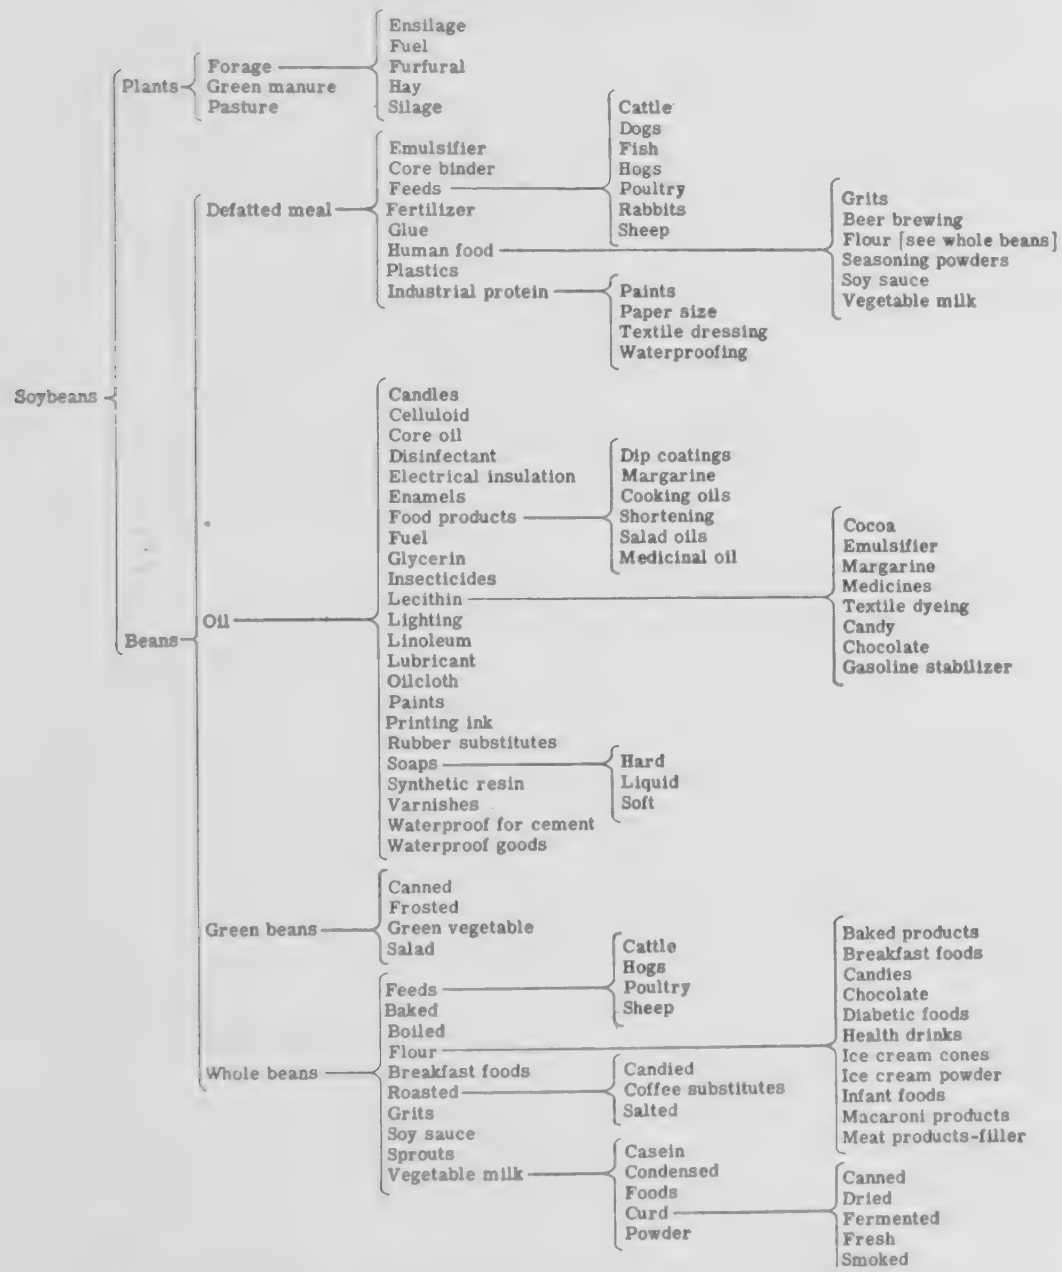 Soybeans
Plants
Forage
Green manure
Pasture
Ensilage
Fuel
Furfural
Hay
Silage
Beans
Defatted meal
Emulsifier
Core binder
Feeds
Fertilizer
Glue
Human food
Plastics
Industrial protein
Cattle
Dogs
Fish
Hogs
Poultry
Rabbits
Sheep
Grits
Beer brewing
Flour [see whole beans]
Seasoning powders
Soy sauce
Vegetable milk
Paints
Paper size
Textile dressing
Waterproofing
Oil
Candles
Celluloid
Core oil
Disinfectant
Electrical insulation
Enamels
Food products
Fuel
Glycerin
Insecticides
Lecithin
Lighting
Linoleum
Lubricant
Oilcloth
Paints
Printing ink
Rubber substitutes
Soaps
Synthetic resin
Varnishes
Waterproof for cement
Waterproof goods
Dip coatings
Margarine
Cooking oils
Shortening
Salad oils
Medicinal oil
Cocoa
Emulsifier
Margarine
Medicines
Textile dyeing
Candy
Chocolate
Gasoline stabilizer
Hard
Liquid
Soft
Green beans
Canned
Frosted
Green vegetable
Salad
Whole beans
Feeds
Baked
Boiled
Flour
Breakfast foods
Roasted
Grits
Soy sauce
Sprouts
Vegetable milk
Cattle
Hogs
Poultry
Sheep
Baked products
Breakfast foods
Candies
Chocolate
Diabetic foods
Health drinks
Ice cream cones
Ice cream powder
Infant foods
Macaroni products
Meat products-filler
Candied
Coffee substitutes
Salted
Casein
Condensed
Foods
Curd
Powder
Canned
Dried
Fermented
Fresh
Smoked